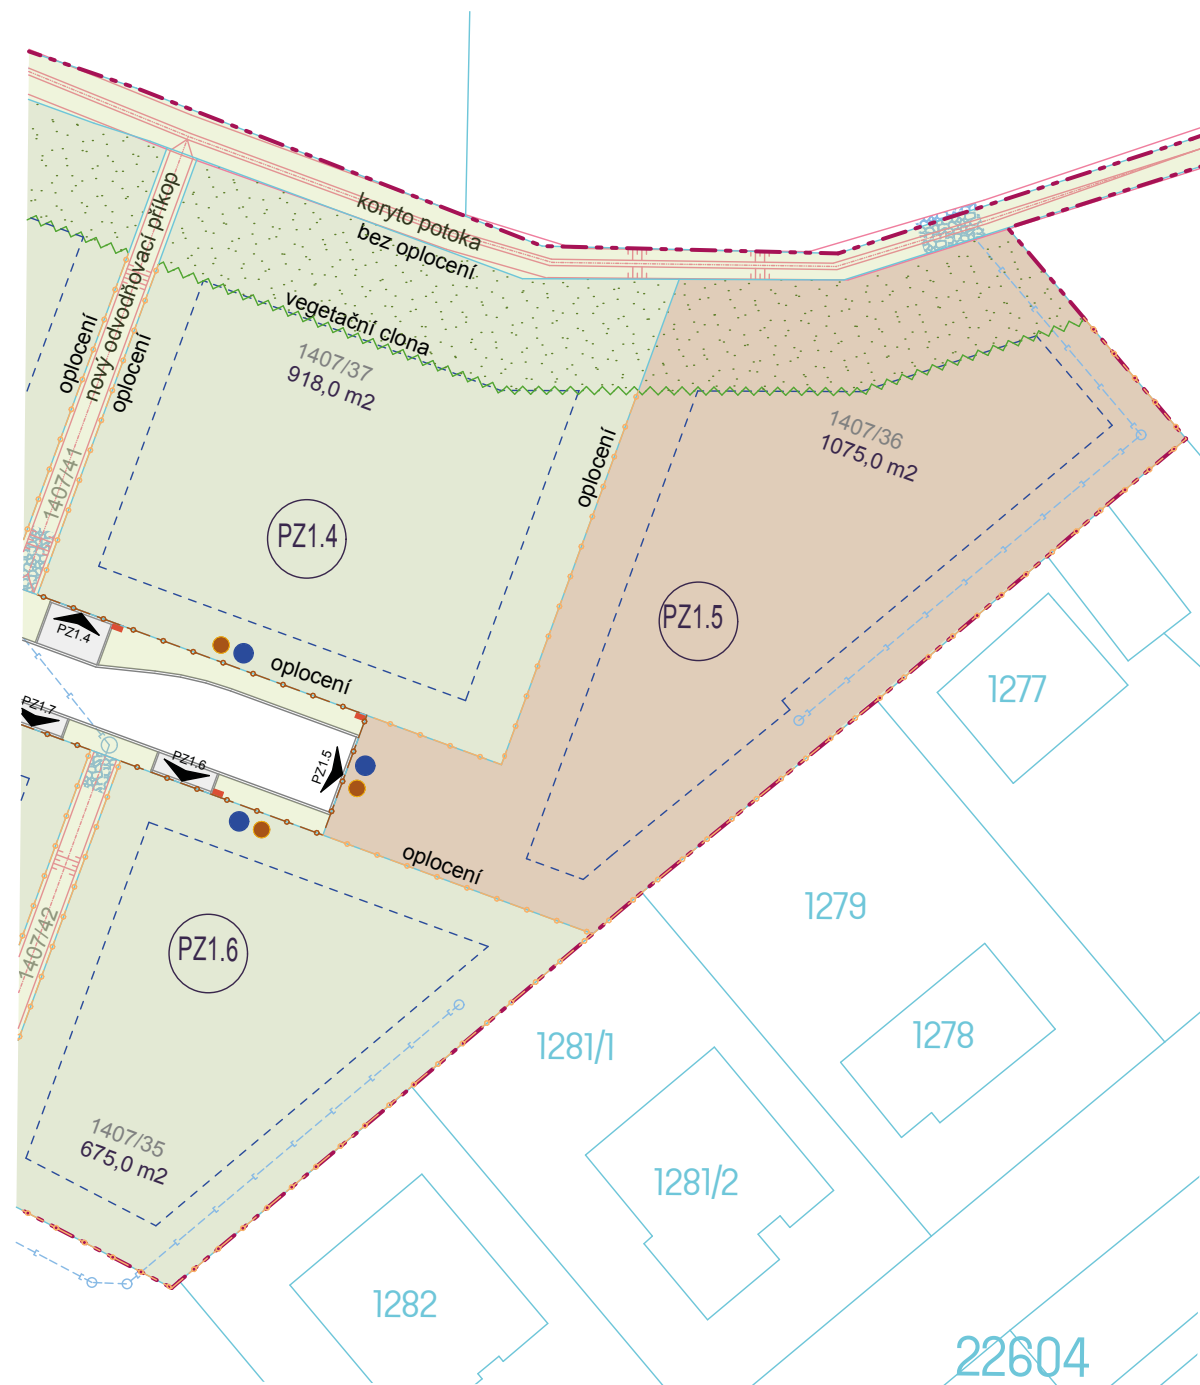 koryto potoka
bez oplocení
nový odvodňovací příkop
oplocení
oplocení
vegetační clona
1407/37
918,0 m2
1407/36
1075,0 m2
oplocení
1407/41
PZ1.4
PZ1.5
PZ1.4
oplocení
1277
PZ1.7
PZ1.6
PZ1.5
oplocení
1279
1407/42
PZ1.6
1278
1281/1
1407/35
675,0 m2
1281/2
1282
22604